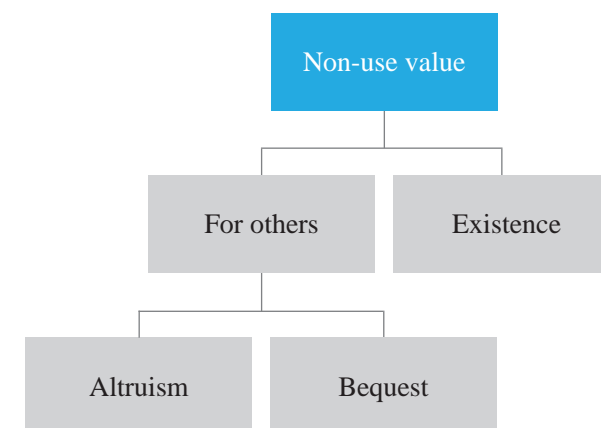 Non-use value
For others
Existence
Altruism
Bequest